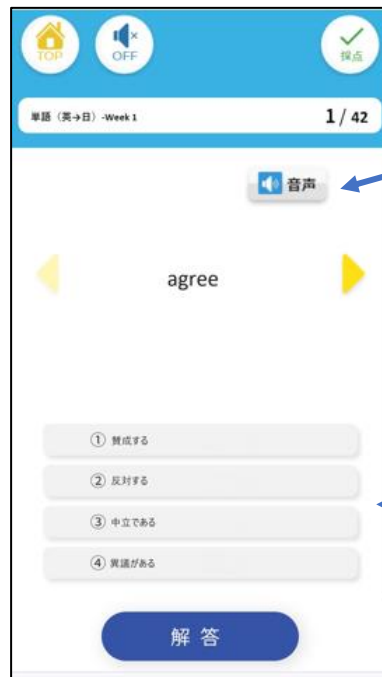 TOP
OFF
採点
単語（英→日）-Week 1
1 / 42
音声
agree
① 賛成する
② 反対する
③ 中立である
④ 異議がある
解 答